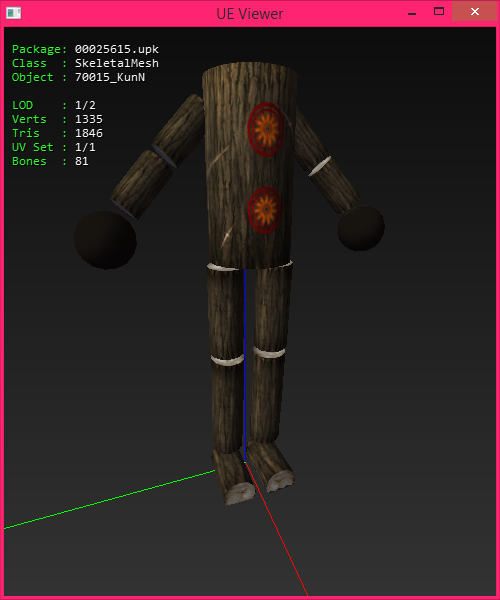 UE Viewer
Package: 00025615.upk
Class : SkeletalMesh
Object : 70015_KunN
LOD : 1/2
Verts : 1335
Tris : 1846
UV Set : 1/1
Bones : 81